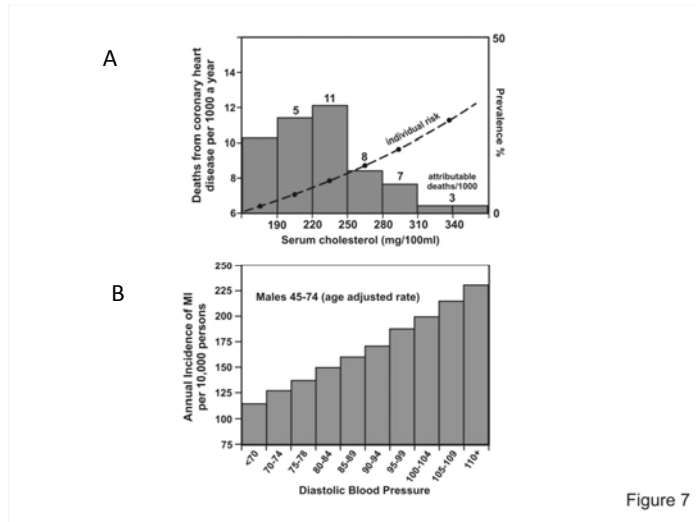 A
Deaths from coronary heart
disease per 1000 a year
14
12
10
8
6
5
11
8
7
3
individual risk
attributable
deaths/1000
50
0
Prevalence %
190
220
250
280
310
340
Serum cholesterol (mg/100ml)
B
Annual Incidence of MI
per 10,000 persons
250
225
200
175
150
125
100
75
Males 45-74 (age adjusted rate)
<70
70-74
75-78
80-84
85-89
90-94
95-99
100-104
105-109
110+
Diastolic Blood Pressure
Figure 7